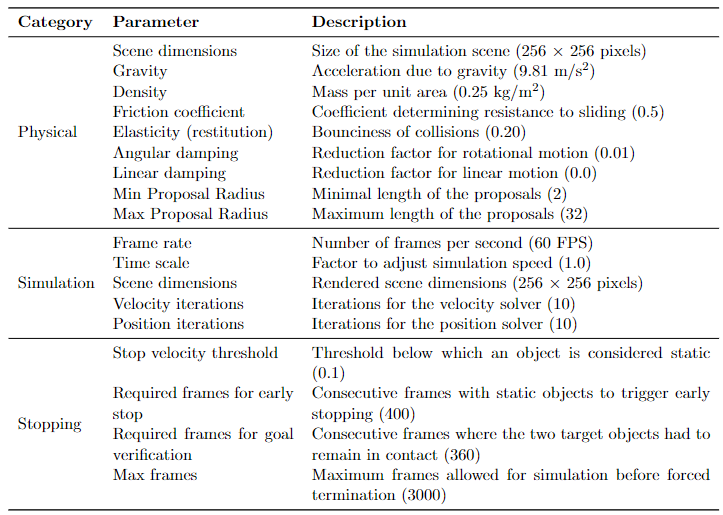 Category Parameter Description
Scene dimensions Size of the simulation scene (256 × 256 pixels)
Gravity Acceleration due to gravity (9.81 m/s²)
Density Mass per unit area (0.25 kg/m²)
Friction coefficient Coefficient determining resistance to sliding (0.5)
Physical Elasticity (restitution) Bounciness of collisions (0.20)
Angular damping Reduction factor for rotational motion (0.01)
Linear damping Reduction factor for linear motion (0.0)
Min Proposal Radius Minimal length of the proposals (2)
Max Proposal Radius Maximum length of the proposals (32)
Frame rate Number of frames per second (60 FPS)
Time scale Factor to adjust simulation speed (1.0)
Simulation Scene dimensions Rendered scene dimensions (256 × 256 pixels)
Velocity iterations Iterations for the velocity solver (10)
Position iterations Iterations for the position solver (10)
Stop velocity threshold Threshold below which an object is considered static
(0.1)
Required frames for early Consecutive frames with static objects to trigger early
stop stopping (400)
Stopping
Required frames for goal Consecutive frames where the two target objects had to
verification remain in contact (360)
Max frames Maximum frames allowed for simulation before forced
termination (3000)